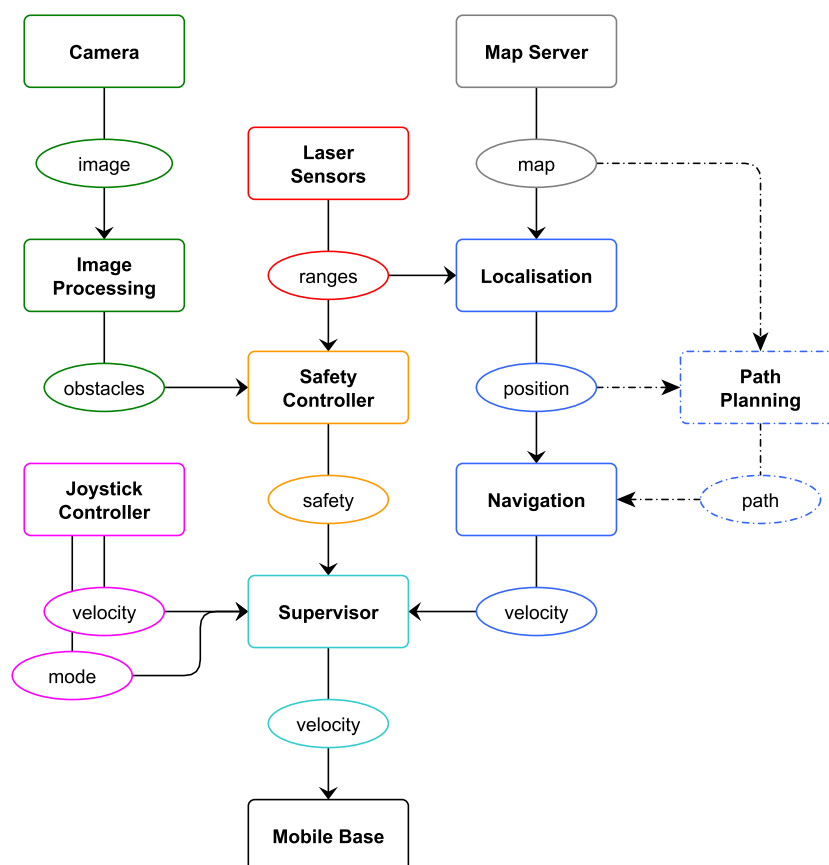 Camera
Map Server
image
Laser
Sensors
map
Image
Processing
ranges
Localisation
obstacles
Safety
Controller
position
Path
Planning
Joystick
Controller
safety
Navigation
path
velocity
Supervisor
velocity
mode
velocity
Mobile Base